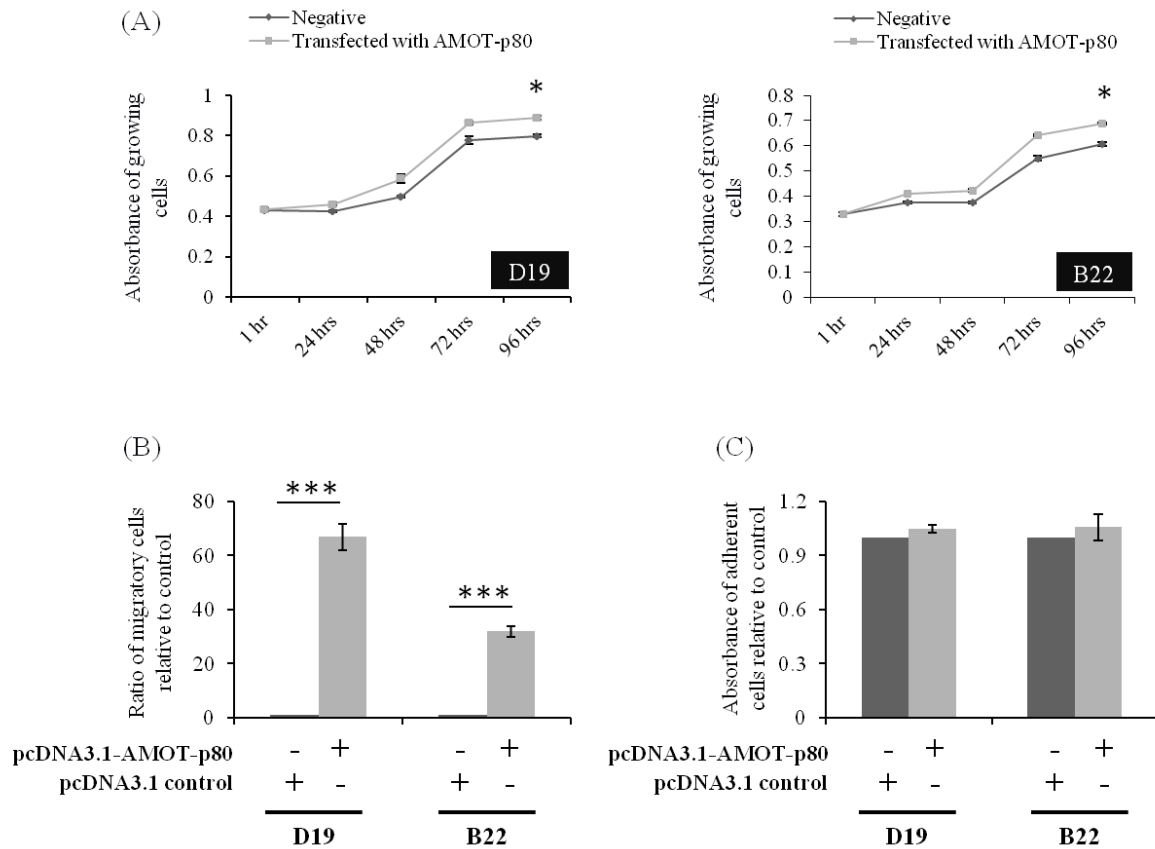 (A)
Negative
Transfected with AMOT-p80
Absorbance of growing
cells
1
0.8
0.6
0.4
0.2
0
*
D19
1 hr
24 hrs
48 hrs
72 hrs
96 hrs
Negative
Transfected with AMOT-p80
Absorbance of growing
cells
0.8
0.7
0.6
0.5
0.4
0.3
0.2
0.1
0
*
B22
1 hr
24 hrs
48 hrs
72 hrs
96 hrs
(B)
Ratio of migratory cells
relative to control
80
60
40
20
0
***
***
pcDNA3.1-AMOT-p80 - + - +
pcDNA3.1 control + - + -
D19 B22
(C)
Absorbance of adherent
cells relative to control
1.2
0.9
0.6
0.3
0
pcDNA3.1-AMOT-p80 - + - +
pcDNA3.1 control + - + -
D19 B22